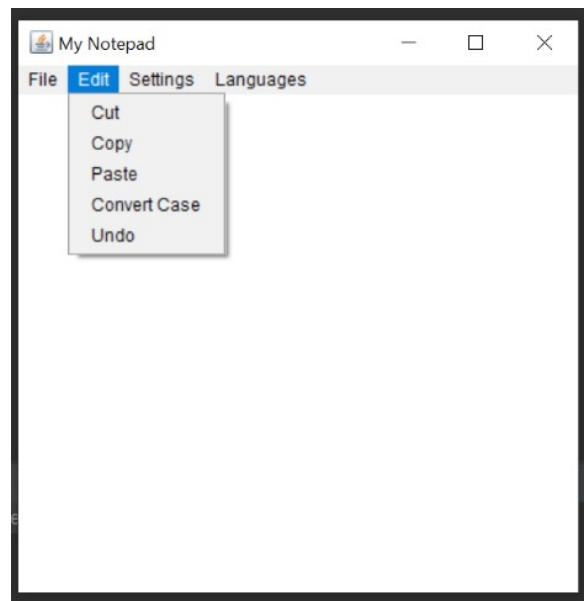 My Notepad
File Edit Settings Languages
Cut
Copy
Paste
Convert Case
Undo
e